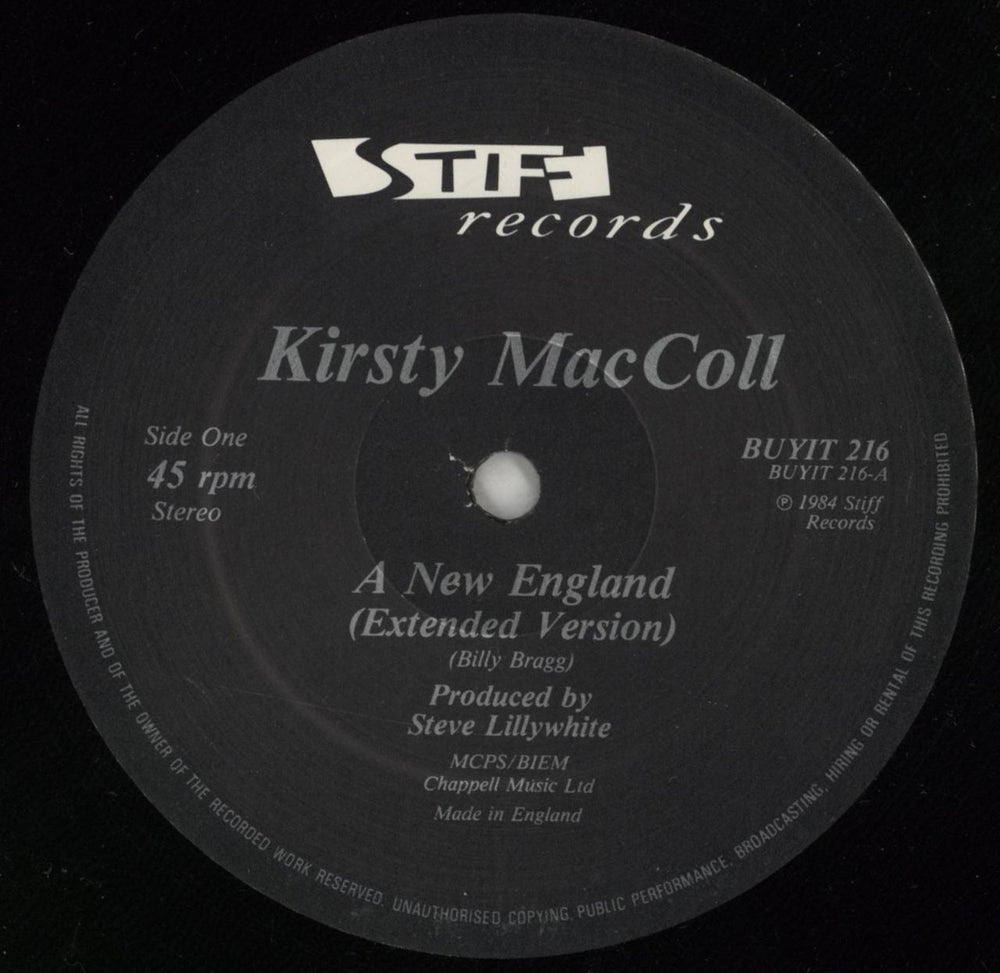 STIFF
records
Kirsty MacColl
Side One
45 rpm
Stereo
BUYIT 216
BUYIT 216-A
℗ 1984 Stiff
Records
A New England
(Extended Version)
(Billy Bragg)
Produced by
Steve Lillywhite
MCPS/BIEM
Chappell Music Ltd
Made in England
ALL RIGHTS OF THE PRODUCER AND OF THE OWNER OF THE RECORDED WORK RESERVED. UNAUTHORISED COPYING, PUBLIC PERFORMANCE, BROADCASTING, HIRING OR RENTAL OF THIS RECORDING PROHIBITED